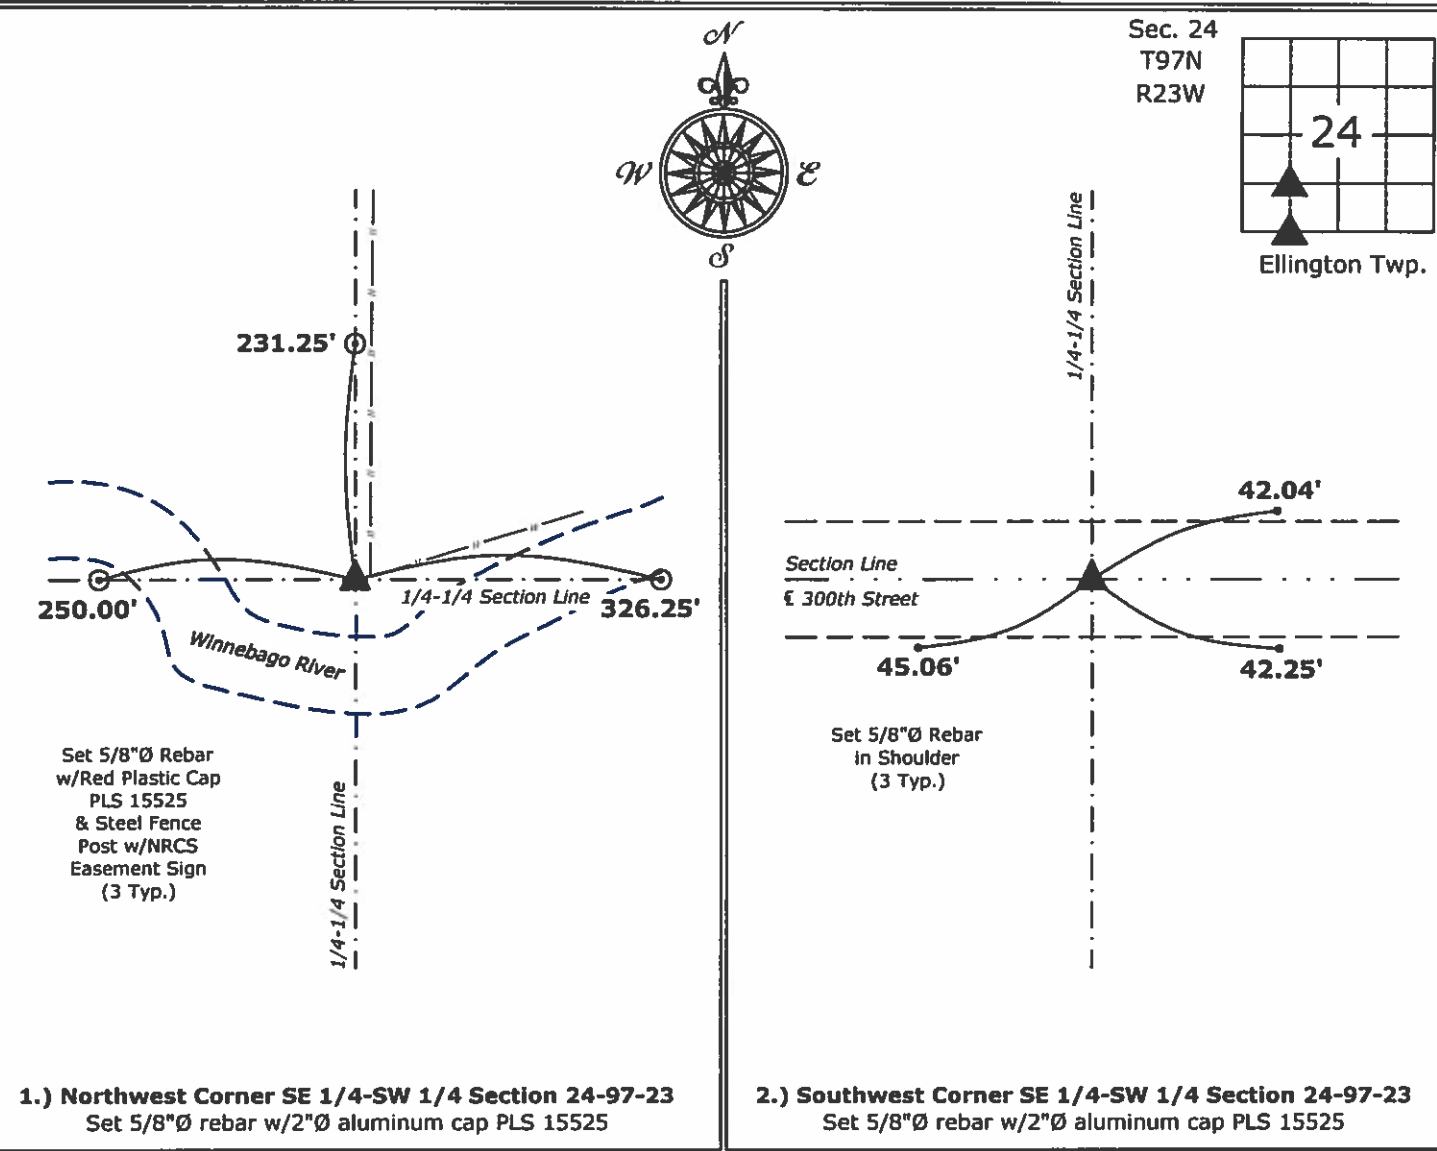 N
W
E
S
Sec. 24
T97N
R23W
24
Ellington Twp.
231.25'
250.00'
1/4-1/4 Section Line
326.25'
Winnebago River
Set 5/8"Ø Rebar
w/Red Plastic Cap
PLS 15525
& Steel Fence
Post w/NRCS
Easement Sign
(3 Typ.)
1/4-1/4 Section Line
1.) Northwest Corner SE 1/4-SW 1/4 Section 24-97-23
Set 5/8"Ø rebar w/2"Ø aluminum cap PLS 15525
1/4-1/4 Section Line
42.04'
Section Line
℄ 300th Street
45.06'
42.25'
Set 5/8"Ø Rebar
in Shoulder
(3 Typ.)
2.) Southwest Corner SE 1/4-SW 1/4 Section 24-97-23
Set 5/8"Ø rebar w/2"Ø aluminum cap PLS 15525